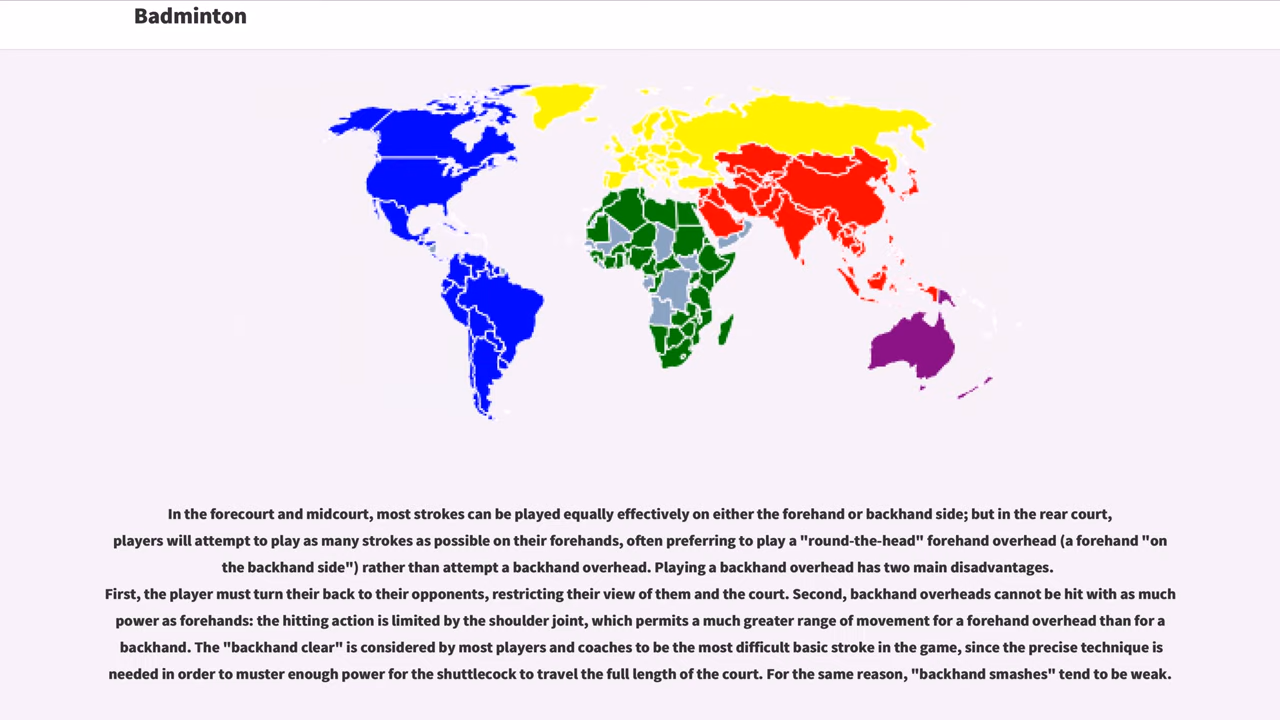 Badminton
In the forecourt and midcourt, most strokes can be played equally effectively on either the forehand or backhand side; but in the rear court,
players will attempt to play as many strokes as possible on their forehands, often preferring to play a "round-the-head" forehand overhead (a forehand "on
the backhand side") rather than attempt a backhand overhead. Playing a backhand overhead has two main disadvantages.
First, the player must turn their back to their opponents, restricting their view of them and the court. Second, backhand overheads cannot be hit with as much
power as forehands: the hitting action is limited by the shoulder joint, which permits a much greater range of movement for a forehand overhead than for a
backhand. The "backhand clear" is considered by most players and coaches to be the most difficult basic stroke in the game, since the precise technique is
needed in order to muster enough power for the shuttlecock to travel the full length of the court. For the same reason, "backhand smashes" tend to be weak.